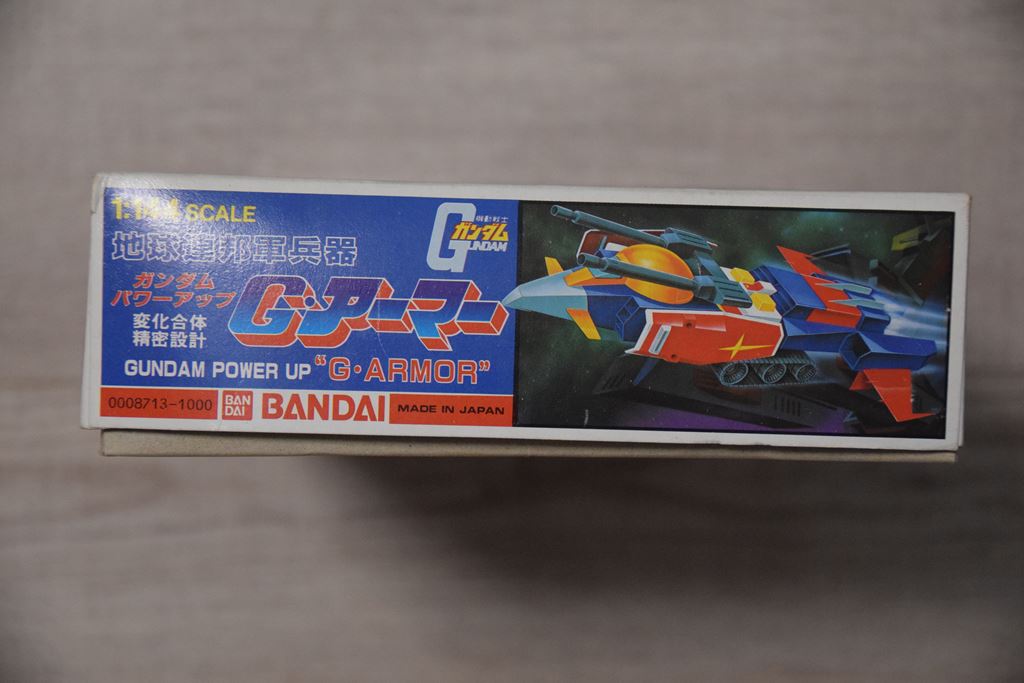 1:144 SCALE
地球連邦軍兵器
機動戦士
ガンダム
GUNDAM
ガンダム
パワーアップ
変化合体
精密設計
G・アーマー
GUNDAM POWER UP "G・ARMOR"
0008713-1000 BAN DAI BANDAI MADE IN JAPAN